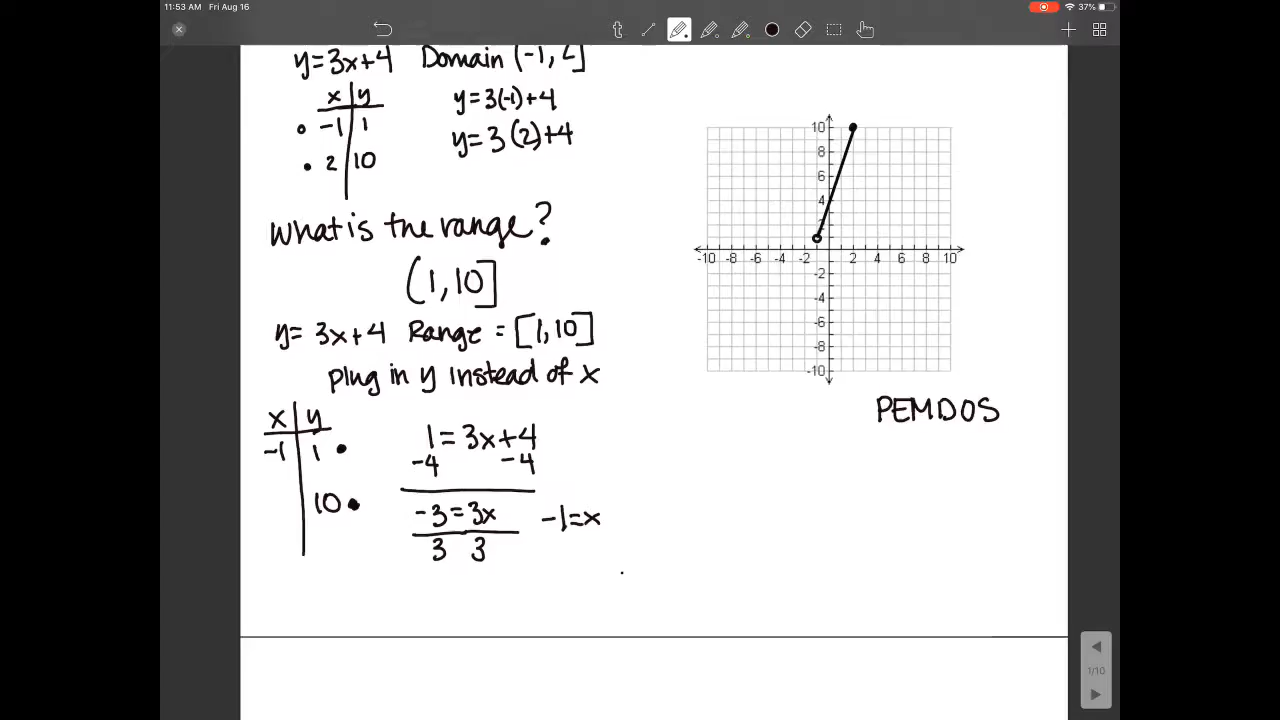 11:53 AM Fri Aug 16
37%
y=3x+4 Domain (-1, 2]
x y
-1 1
2 10
y=3(-1)+4
y=3(2)+4
What is the range?
(1,10]
y= 3x+4 Range = [1,10]
Plug in y instead of x
x y
-1 1
10
1=3x+4
-4 -4
-3=3x
3 3
-1=x
10
8
6
4
2
-10 -8 -6 -4 -2 2 4 6 8 10
-2
-4
-6
-8
-10
PEMDOS
1/10